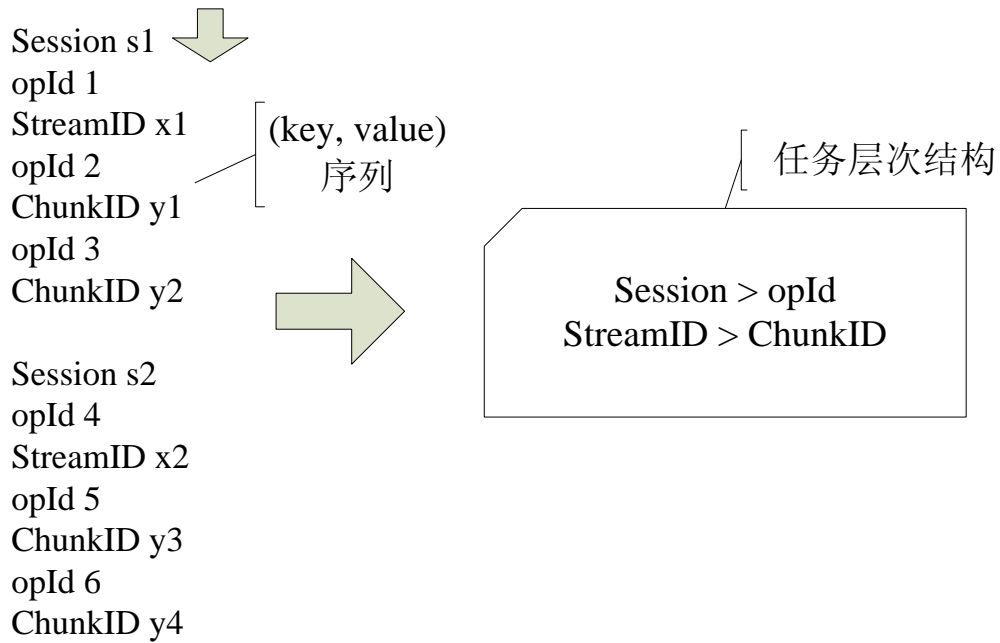 Session s1
opId 1
StreamID x1
opId 2
ChunkID y1
opId 3
ChunkID y2
Session s2
opId 4
StreamID x2
opId 5
ChunkID y3
opId 6
ChunkID y4
(key, value)
序列
任务层次结构
Session > opId
StreamID > ChunkID